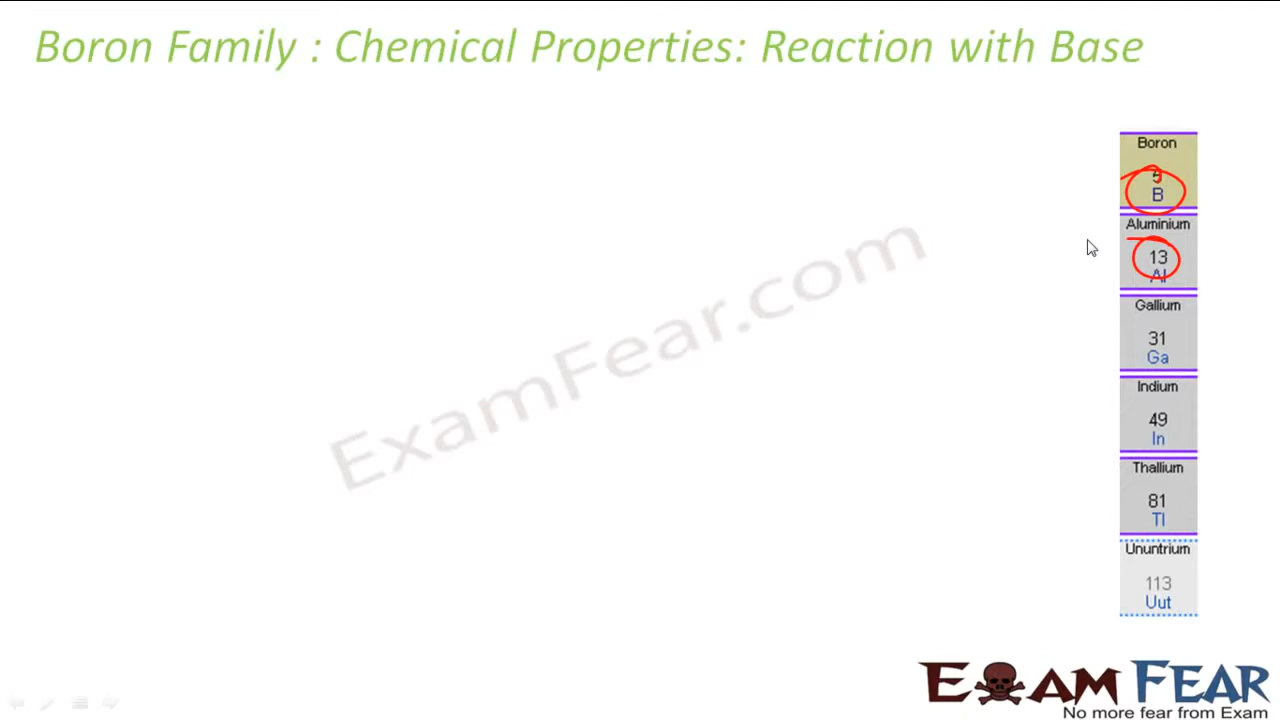 Boron Family : Chemical Properties: Reaction with Base
Boron
5
B
Aluminium
13
Al
Gallium
31
Ga
Indium
49
In
Thallium
81
Tl
Ununtrium
113
Uut
ExamFear.com
EXAM FEAR
No more fear from Exam